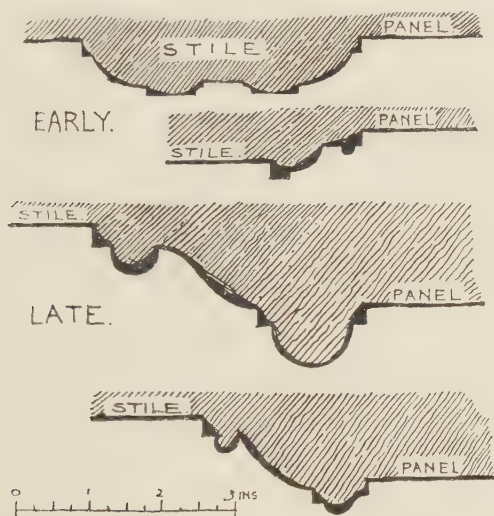 PANEL.
STILE
EARLY.
PANEL
STILE.
STILE
PANEL
LATE.
STILE.
PANEL
0 1 2 3 INS